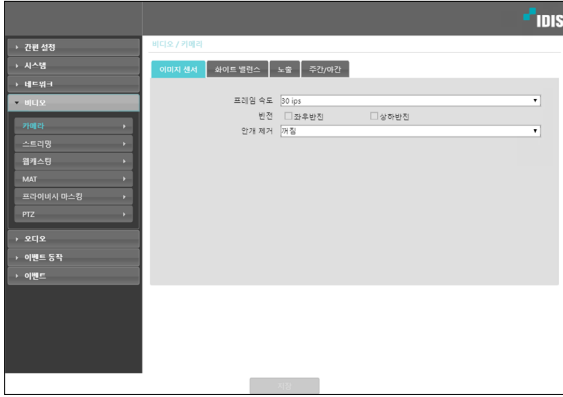 IDIS
간편 설정
시스템
네트워크
비디오
카메라
스트리밍
웹캐스팅
MAT
프라이버시 마스킹
PTZ
오디오
이벤트 동작
이벤트
비디오 / 카메라
이미지 센서 화이트 밸런스 노출 주간/야간
프레임 속도 30 ips
반전 좌우반전 상하반전
안개 제거 꺼짐
저장